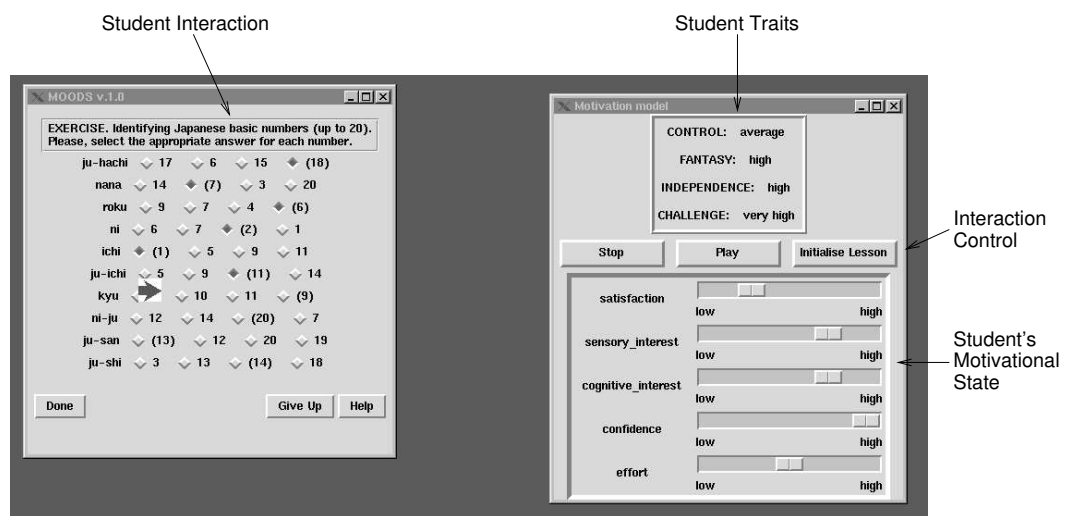 Student Interaction
Student Traits
MOODS v.1.0
EXERCISE. Identifying Japanese basic numbers (up to 20).
Please, select the appropriate answer for each number.
ju-hachi 17 6 15 (18)
nana 14 (7) 3 20
roku 9 7 4 (6)
ni 6 7 (2) 1
ichi (1) 5 9 11
ju-ichi 5 9 (11) 14
kyu 10 11 (9)
ni-ju 12 14 (20) 7
ju-san (13) 12 20 19
ju-shi 3 13 (14) 18
Done Give Up Help
Motivation model
CONTROL: average
FANTASY: high
INDEPENDENCE: high
CHALLENGE: very high
Stop Play Initialise Lesson
satisfaction
low high
sensory_interest
low high
cognitive_interest
low high
confidence
low high
effort
low high
Interaction
Control
Student's
Motivational
State